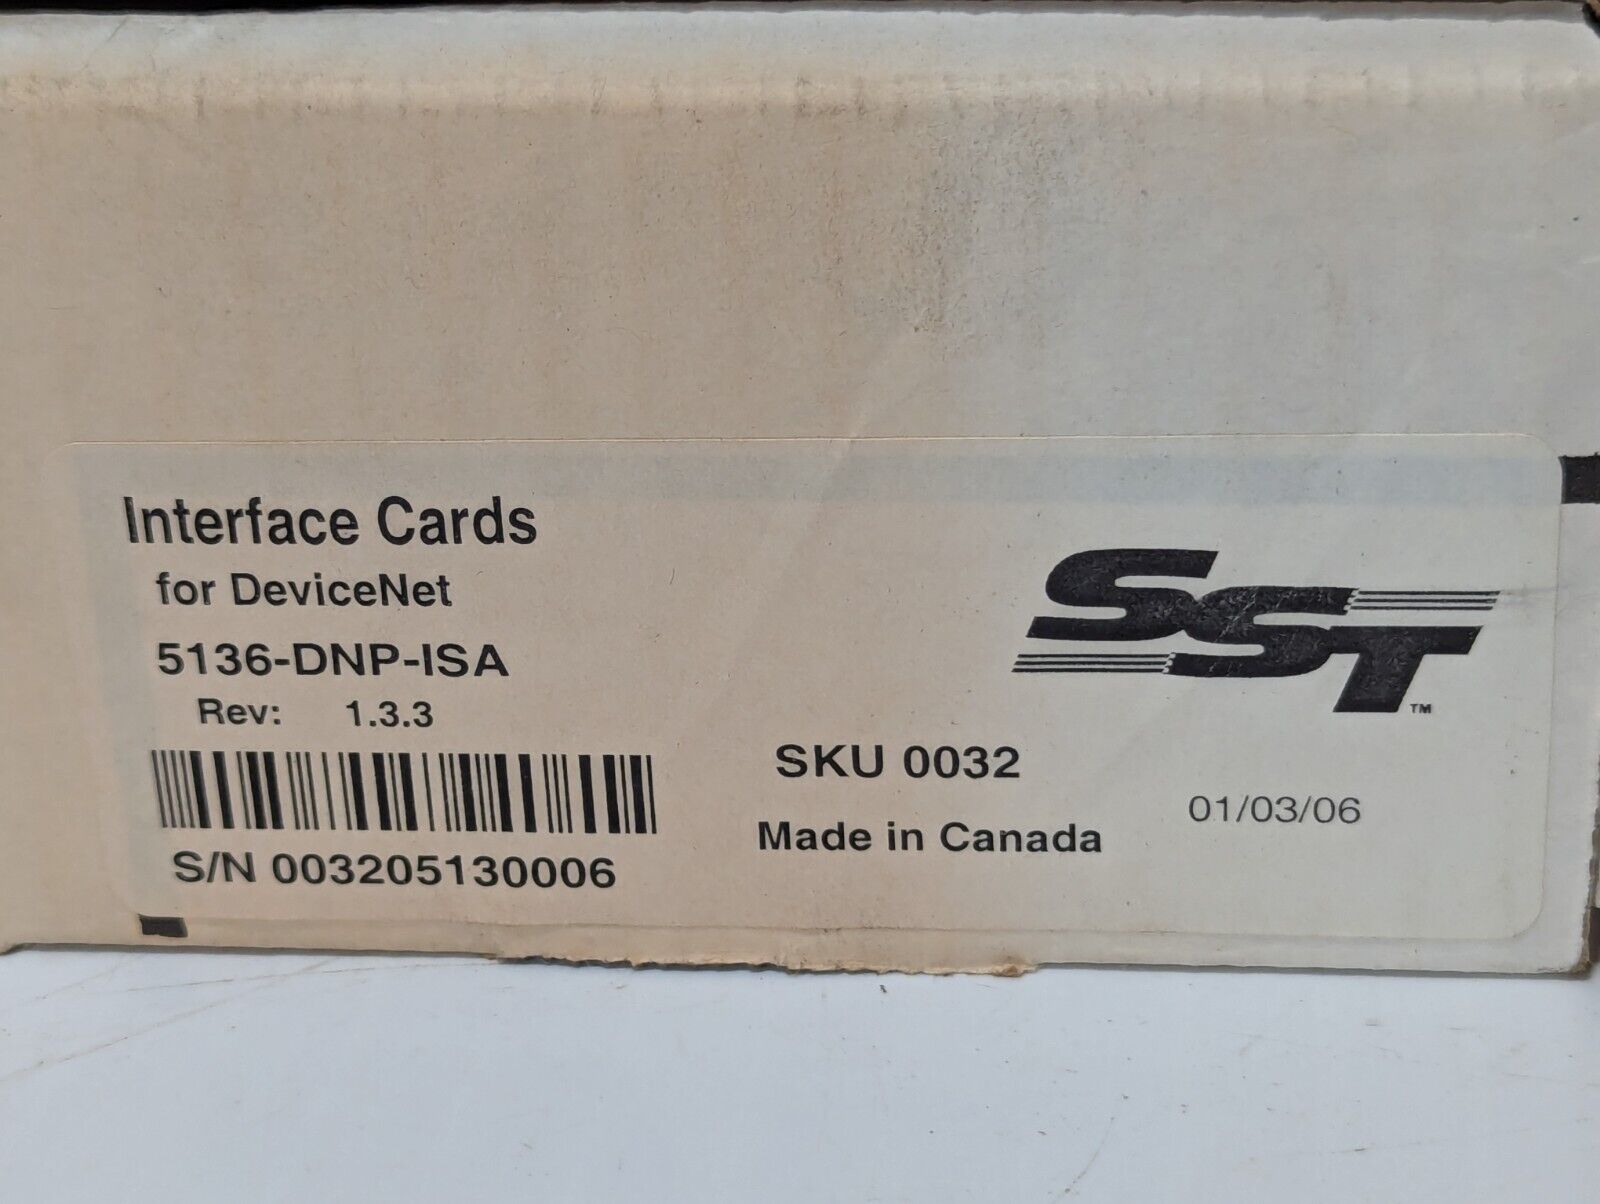 Interface Cards
for DeviceNet
5136-DNP-ISA
Rev: 1.3.3
S/N 003205130006
SST™
SKU 0032
Made in Canada
01/03/06